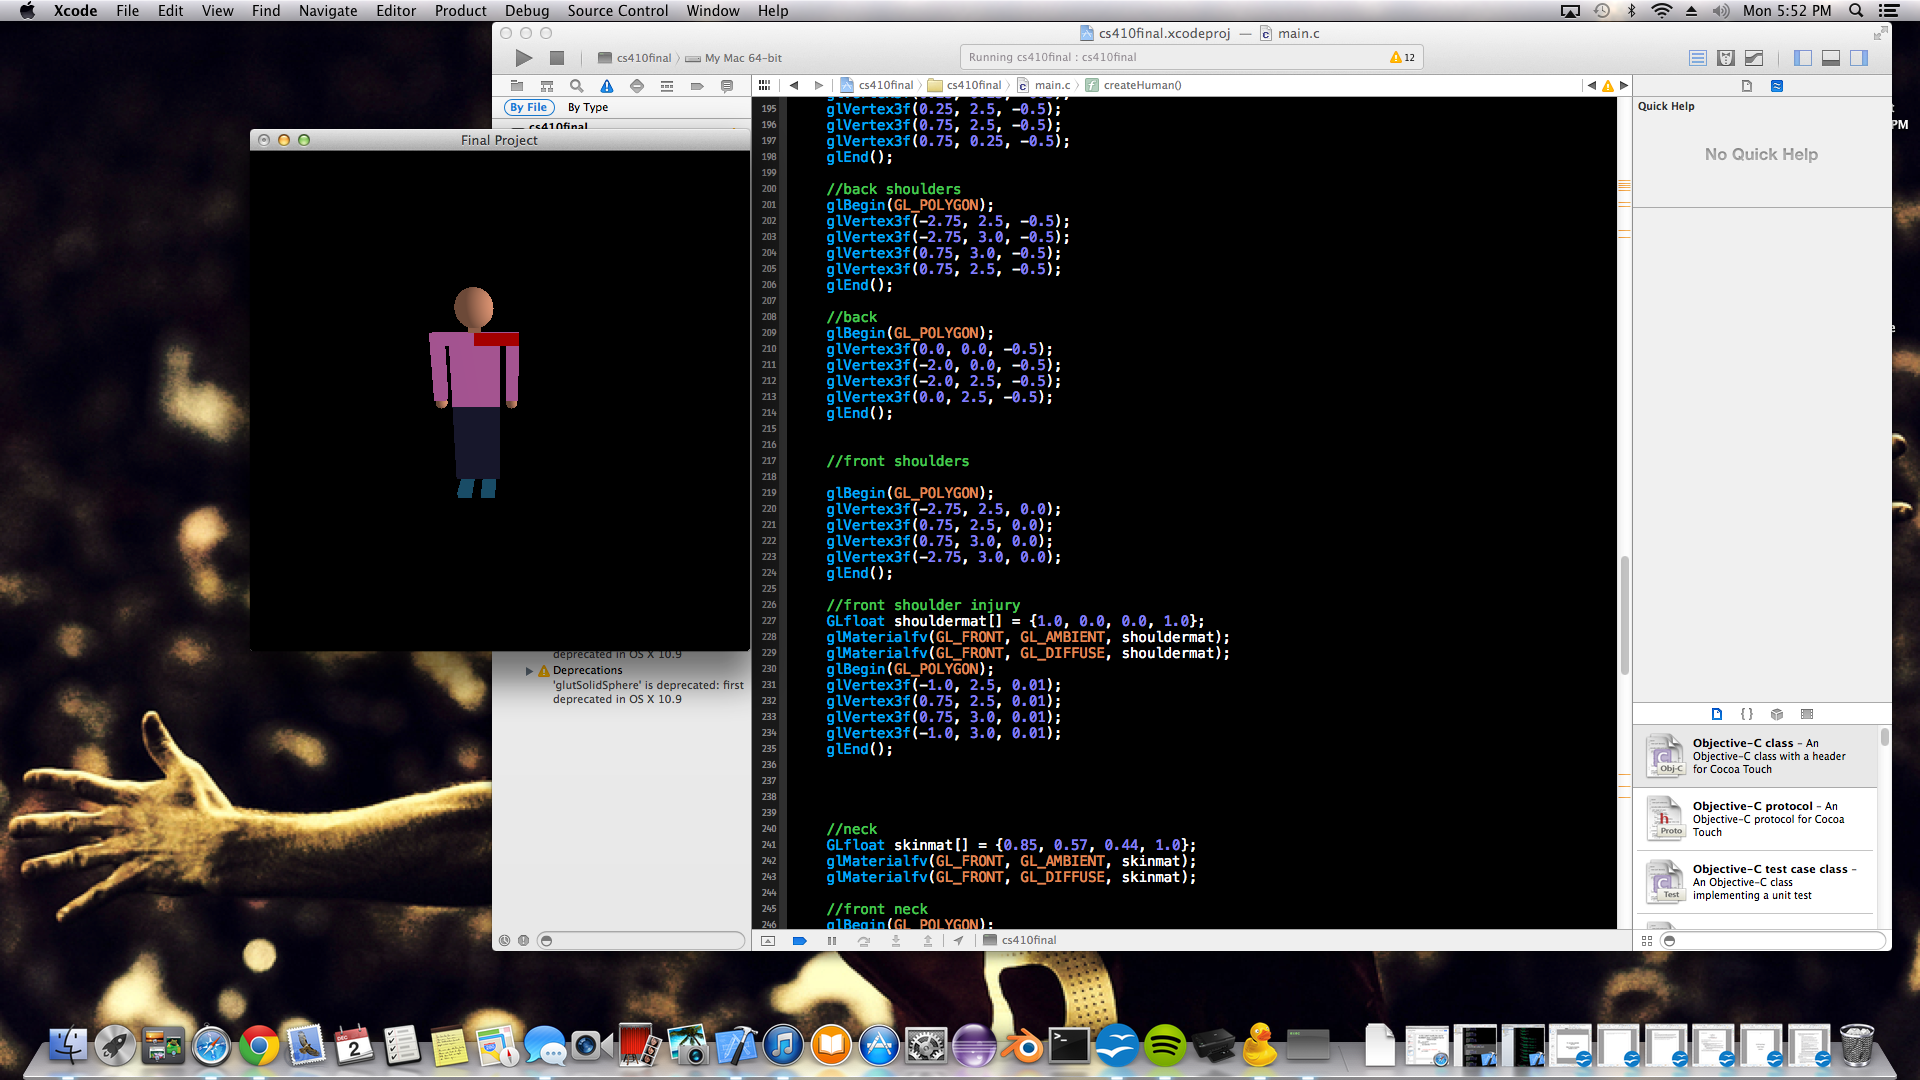 Xcode File Edit View Find Navigate Editor Product Debug Source Control Window Help Mon 5:52 PM
cs410final.xcodeproj — main.c
cs410final My Mac 64-bit
Running cs410final : cs410final 12
cs410final cs410final main.c createHuman()
By File By Type
cs410final
Final Project
deprecated in OS X 10.9
Deprecations
'glutSolidSphere' is deprecated: first
deprecated in OS X 10.9
195 glVertex3f(0.25, 2.5, -0.5);
196 glVertex3f(0.75, 2.5, -0.5);
197 glVertex3f(0.75, 0.25, -0.5);
198 glEnd();
199
200 //back shoulders
201 glBegin(GL_POLYGON);
202 glVertex3f(-2.75, 2.5, -0.5);
203 glVertex3f(-2.75, 3.0, -0.5);
204 glVertex3f(0.75, 3.0, -0.5);
205 glVertex3f(0.75, 2.5, -0.5);
206 glEnd();
207
208 //back
209 glBegin(GL_POLYGON);
210 glVertex3f(0.0, 0.0, -0.5);
211 glVertex3f(-2.0, 0.0, -0.5);
212 glVertex3f(-2.0, 2.5, -0.5);
213 glVertex3f(0.0, 2.5, -0.5);
214 glEnd();
215
216
217 //front shoulders
218
219 glBegin(GL_POLYGON);
220 glVertex3f(-2.75, 2.5, 0.0);
221 glVertex3f(0.75, 2.5, 0.0);
222 glVertex3f(0.75, 3.0, 0.0);
223 glVertex3f(-2.75, 3.0, 0.0);
224 glEnd();
225
226 //front shoulder injury
227 GLfloat shouldermat[] = {1.0, 0.0, 0.0, 1.0};
228 glMaterialfv(GL_FRONT, GL_AMBIENT, shouldermat);
229 glMaterialfv(GL_FRONT, GL_DIFFUSE, shouldermat);
230 glBegin(GL_POLYGON);
231 glVertex3f(-1.0, 2.5, 0.01);
232 glVertex3f(0.75, 2.5, 0.01);
233 glVertex3f(0.75, 3.0, 0.01);
234 glVertex3f(-1.0, 3.0, 0.01);
235 glEnd();
236
237
238
239
240 //neck
241 GLfloat skinmat[] = {0.85, 0.57, 0.44, 1.0};
242 glMaterialfv(GL_FRONT, GL_AMBIENT, skinmat);
243 glMaterialfv(GL_FRONT, GL_DIFFUSE, skinmat);
244
245 //front neck
246 glBegin(GL_POLYGON);
cs410final
Quick Help
No Quick Help
PM
Objective-C class – An
Objective-C class with a header
for Cocoa Touch
Obj-C
Objective-C protocol – An
Objective-C protocol for Cocoa
Touch
Proto
Objective-C test case class –
An Objective-C class
implementing a unit test
Test
DEC
2